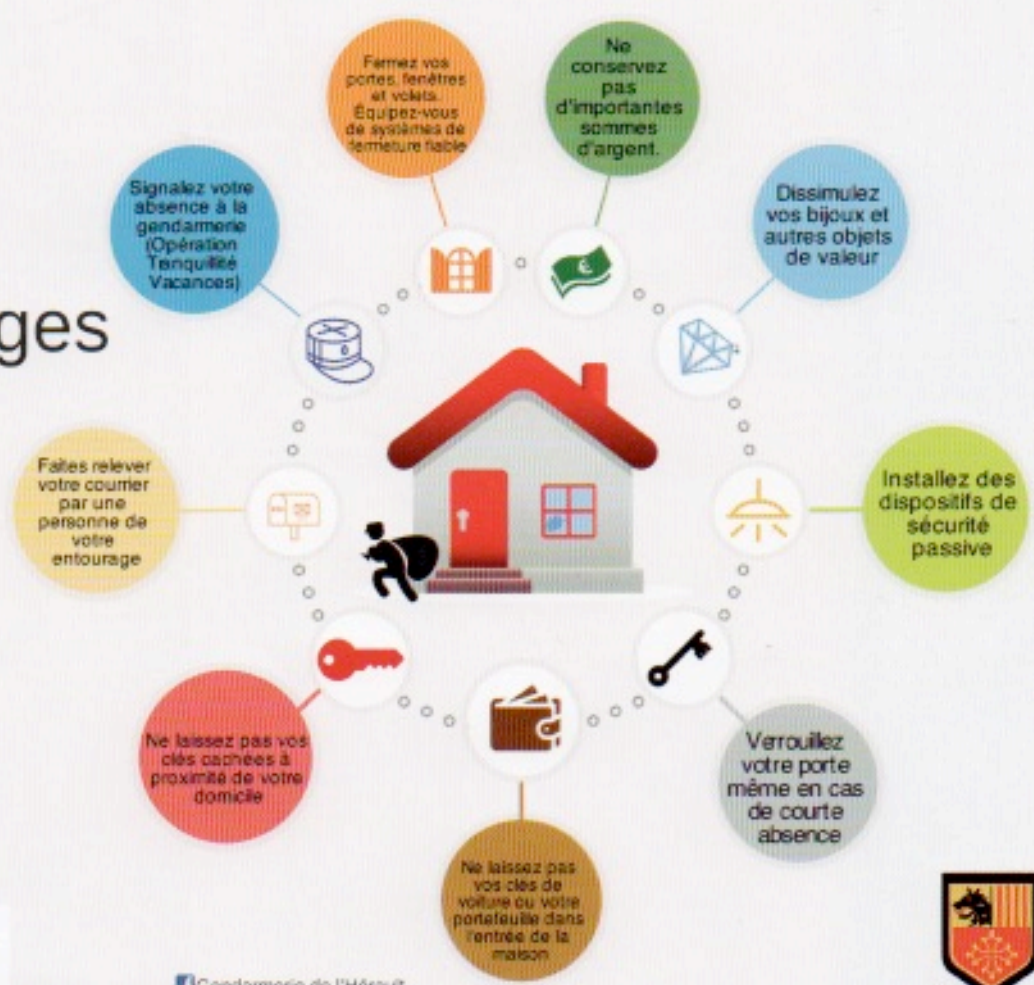 Fermez vos
portes, fenêtres
et volets.
Équipez-vous
de systèmes de
fermeture fiable
Ne
conservez
pas
d'importantes
sommes
d'argent.
Signalez votre
absence à la
gendarmerie
(Opération
Tranquillité
Vacances)
Dissimulez
vos bijoux et
autres objets
de valeur
ges
Faites relever
votre courrier
par une
personne de
votre
entourage
Installez des
dispositifs de
sécurité
passive
Ne laissez pas vos
clés cachées à
proximité de votre
domicile
Verrouillez
votre porte
même en cas
de courte
absence
Ne laissez pas
vos clés de
voiture ou votre
portefeuille dans
l'entrée de la
maison
Gendarmerie de l'Hérault